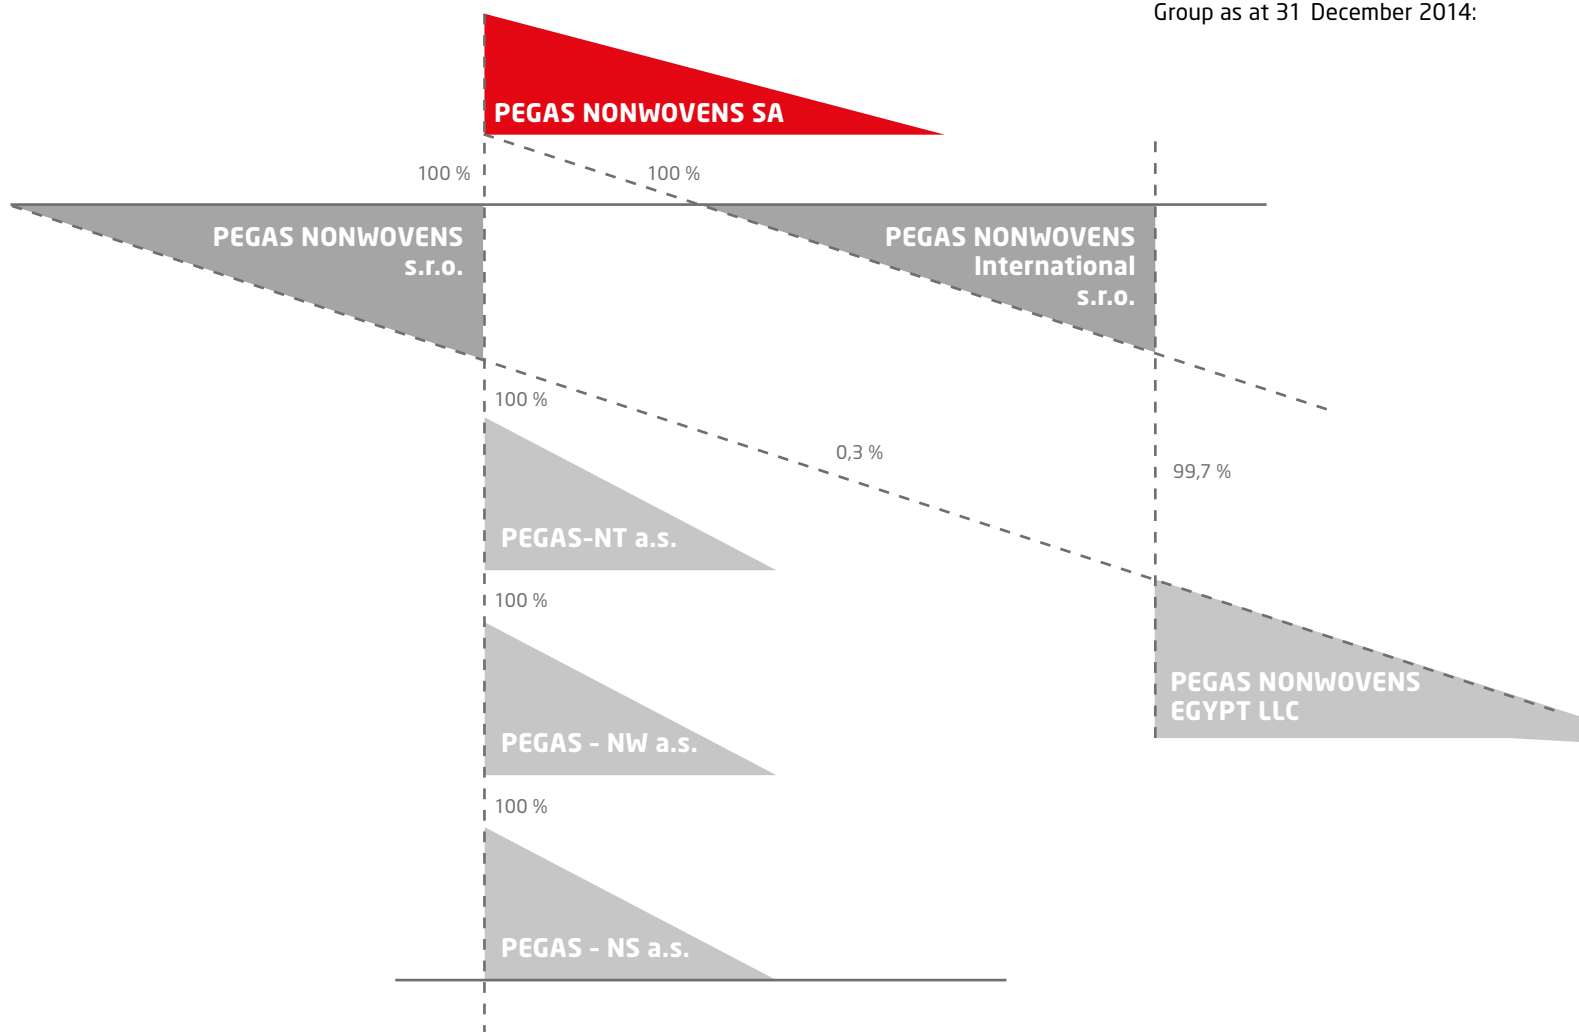 Group as at 31 December 2014:
PEGAS NONWOVENS SA
100 %
100 %
PEGAS NONWOVENS
s.r.o.
PEGAS NONWOVENS
International
s.r.o.
100 %
0,3 %
99,7 %
PEGAS-NT a.s.
100 %
PEGAS NONWOVENS
EGYPT LLC
PEGAS - NW a.s.
100 %
PEGAS - NS a.s.